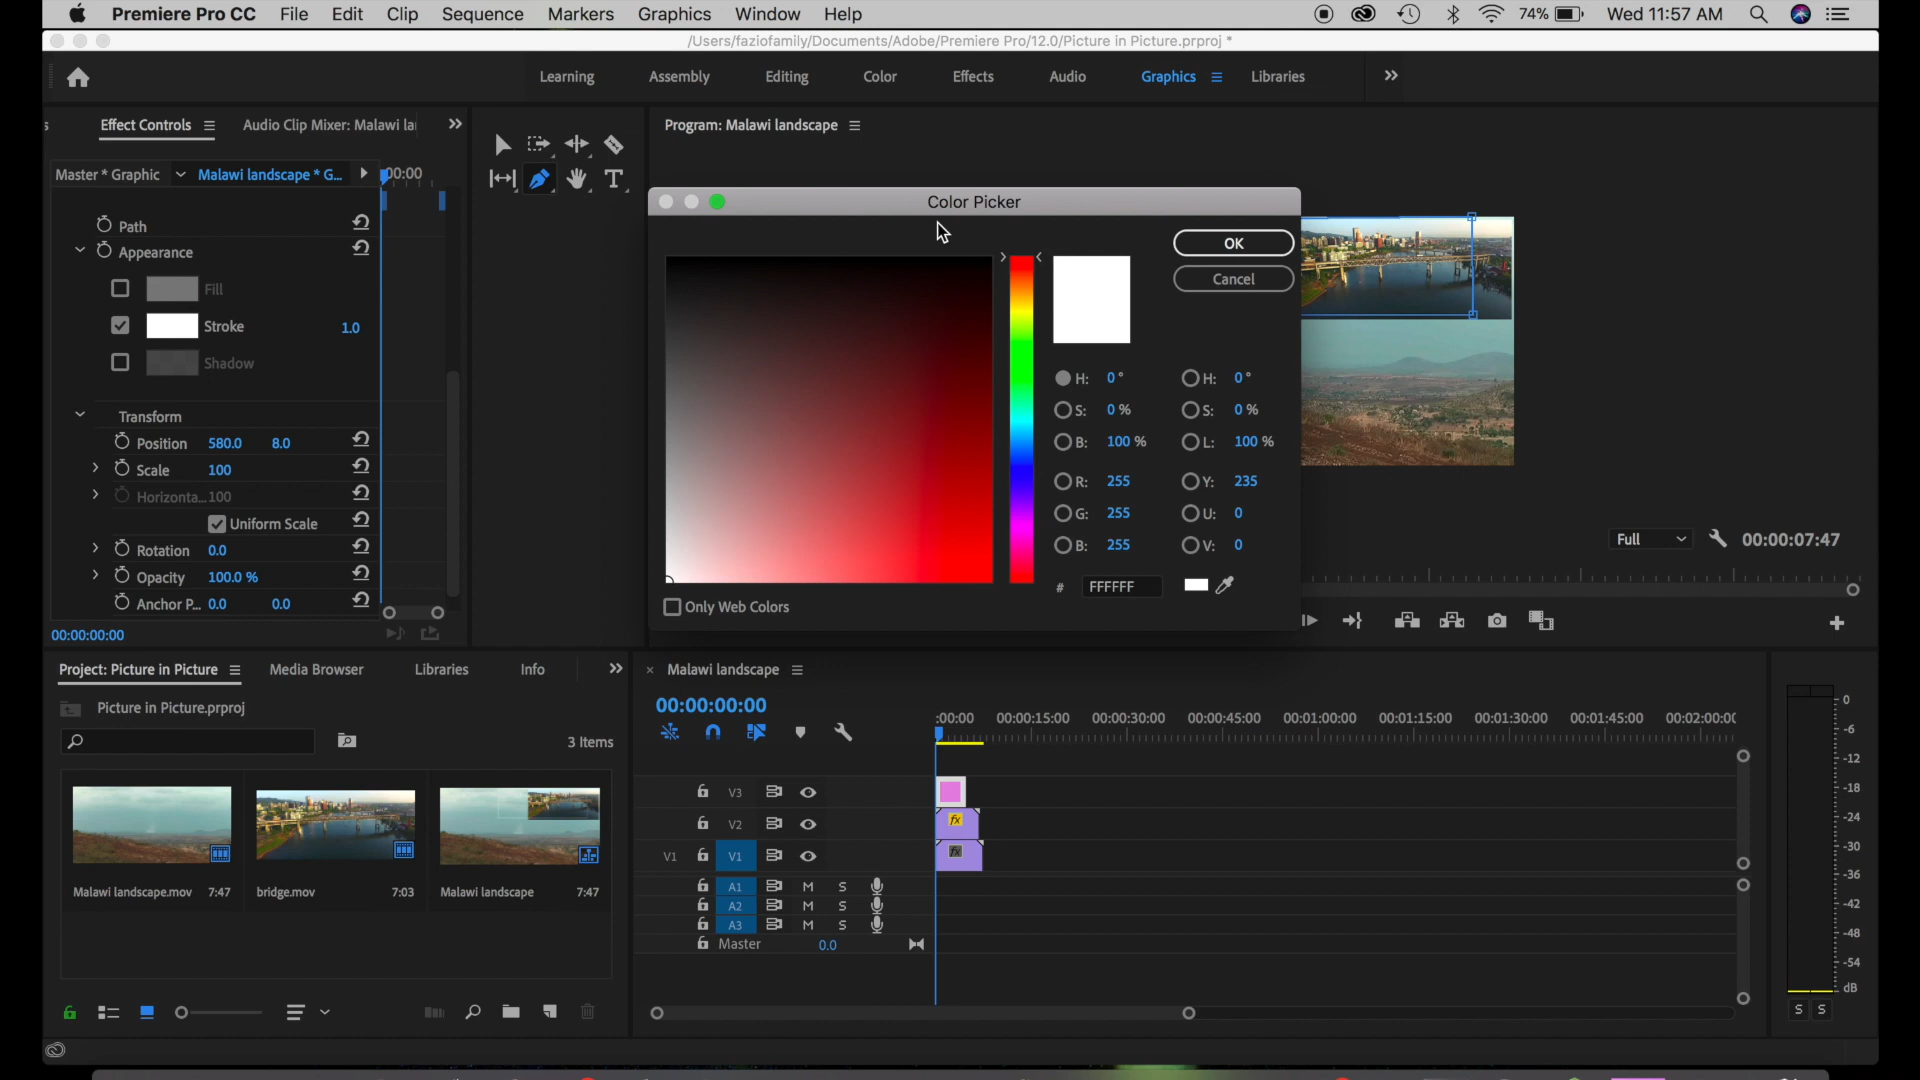 Premiere Pro CC File Edit Clip Sequence Markers Graphics Window Help 74% Wed 11:57 AM
/Users/faziofamily/Documents/Adobe/Premiere Pro/12.0/Picture in Picture.prproj *
Learning Assembly Editing Color Effects Audio Graphics Libraries
s Effect Controls Audio Clip Mixer: Malawi la
Program: Malawi landscape
Master * Graphic Malawi landscape * G... 00:00
Color Picker
Path
Appearance
Fill
Stroke 1.0
Shadow
Transform
Position 580.0 8.0
Scale 100
Horizonta... 100
Uniform Scale
Rotation 0.0
Opacity 100.0 %
Anchor P... 0.0 0.0
00:00:00:00
OK
Cancel
H: 0 ° H: 0 °
S: 0 % S: 0 %
B: 100 % L: 100 %
R: 255 Y: 235
G: 255 U: 0
B: 255 V: 0
# FFFFFF
Only Web Colors
Full 00:00:07:47
Project: Picture in Picture Media Browser Libraries Info
Picture in Picture.prproj
3 Items
Malawi landscape.mov 7:47 bridge.mov 7:03 Malawi landscape 7:47
× Malawi landscape
00:00:00:00
:00:00 00:00:15:00 00:00:30:00 00:00:45:00 00:01:00:00 00:01:15:00 00:01:30:00 00:01:45:00 00:02:00:00
V3
V2 fx
V1 V1 fx
A1 M S
A2 M S
A3 M S
Master 0.0
0
-6
-12
-18
-24
-30
-36
-42
-48
-54
dB
S S